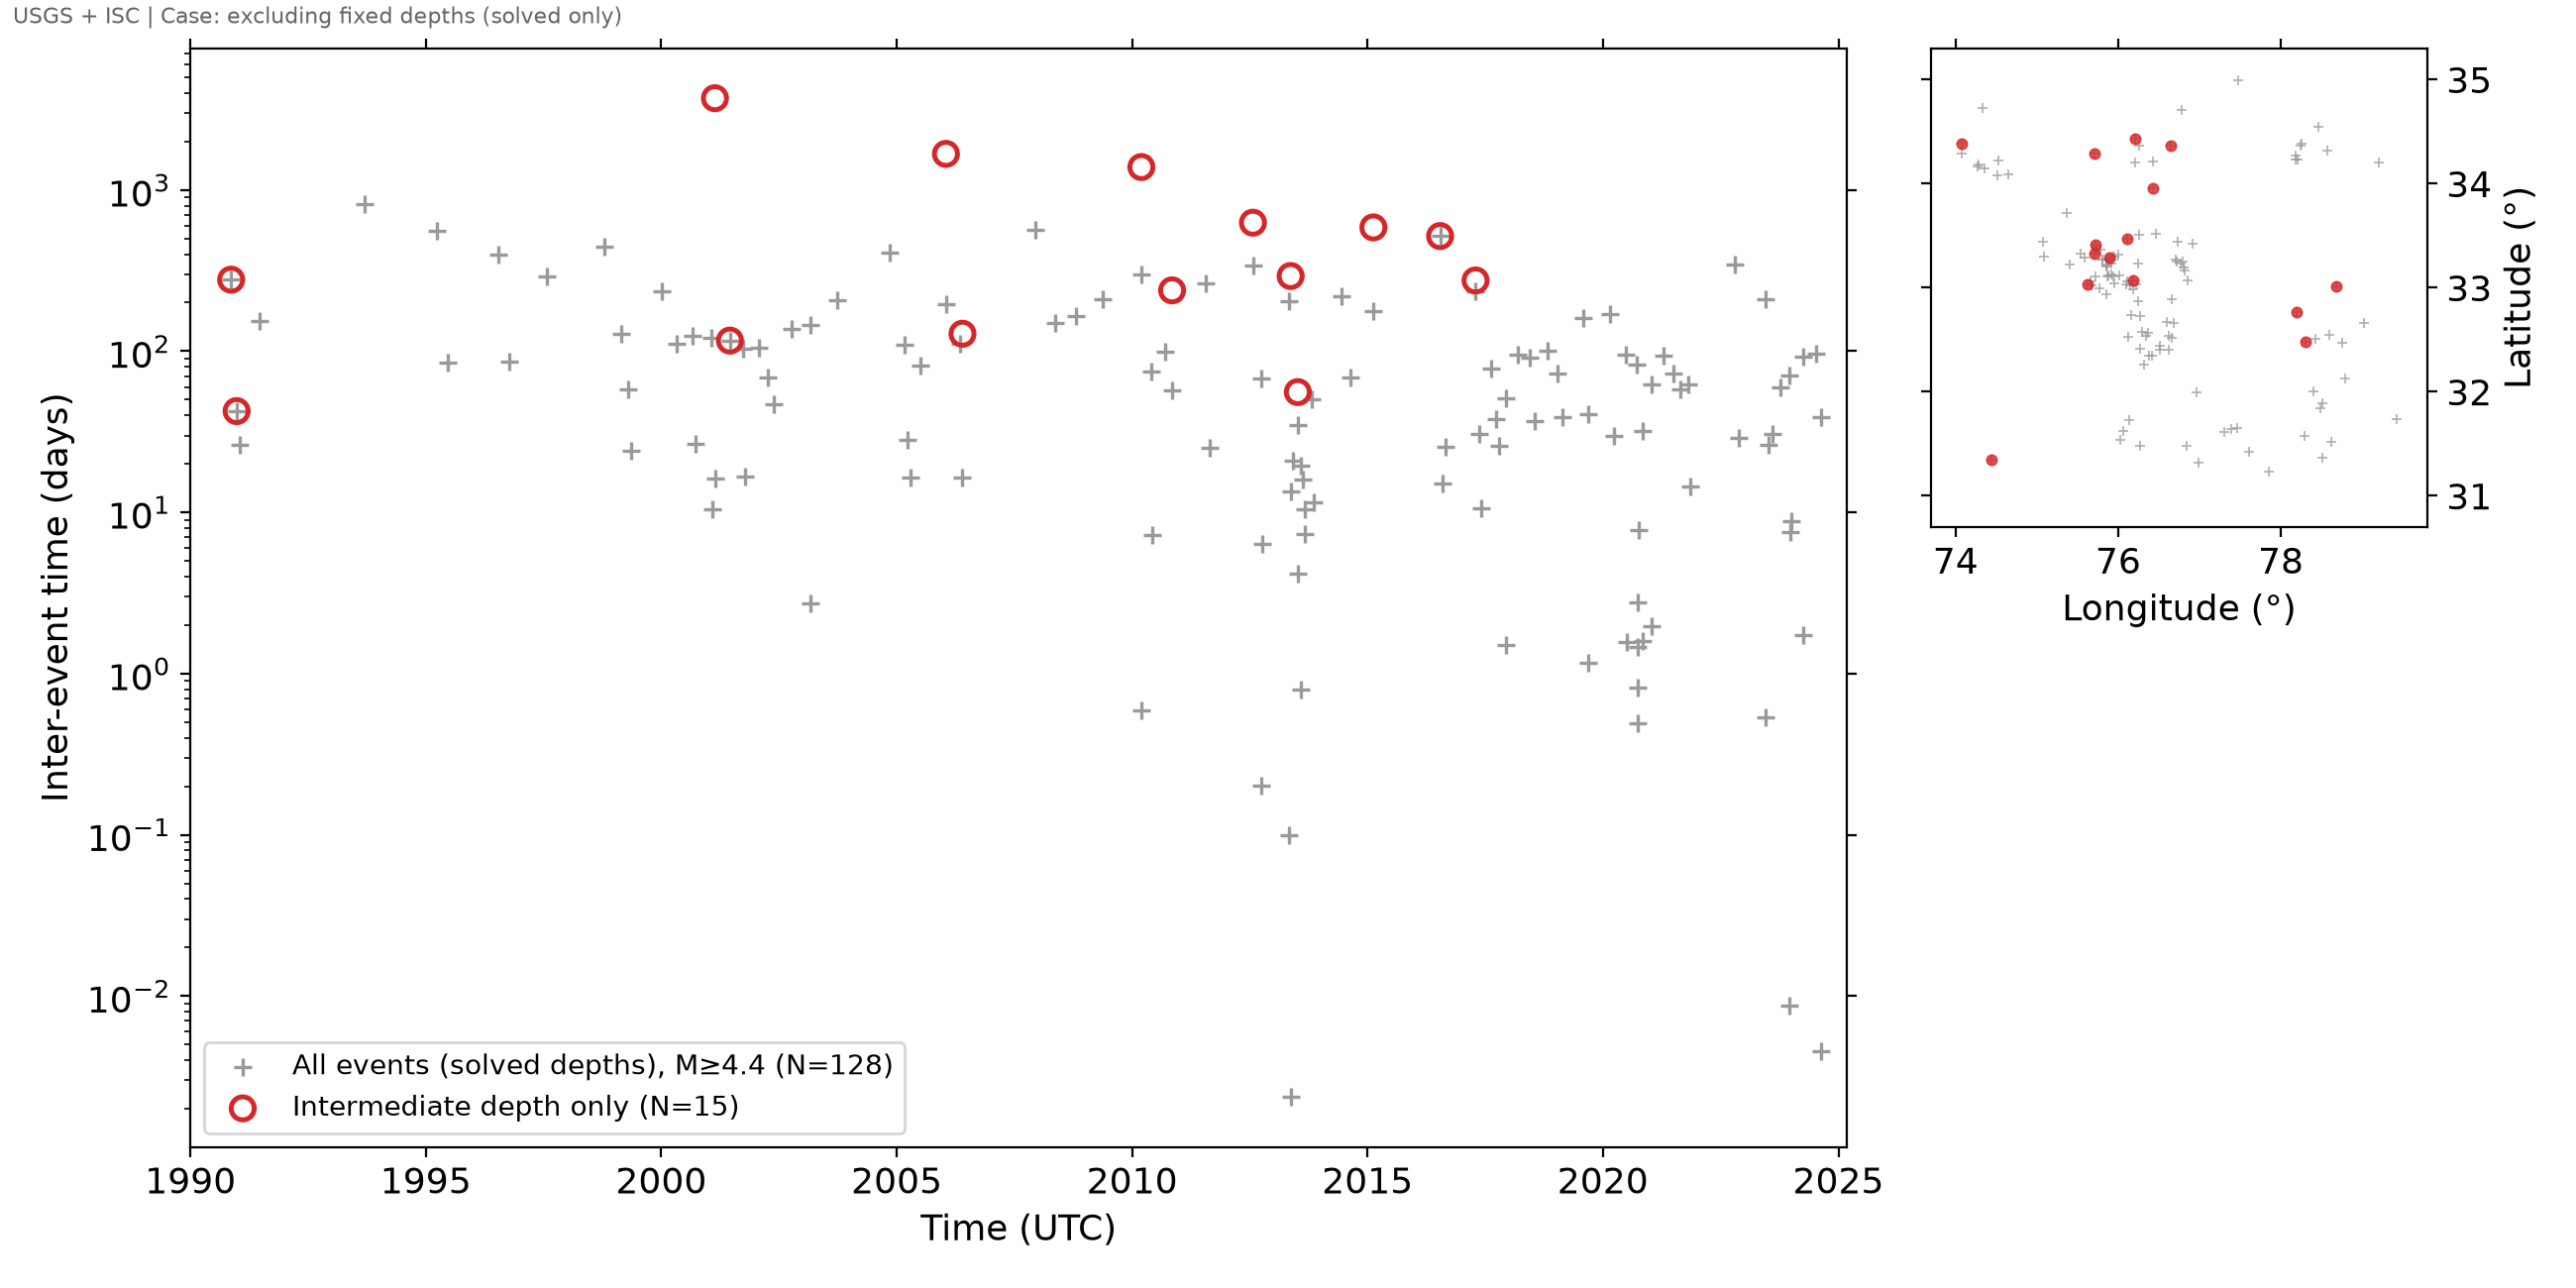 USGS + ISC | Case: excluding fixed depths (solved only)
Inter-event time (days)
10³
10²
10¹
10⁰
10⁻¹
10⁻²
All events (solved depths), M≥4.4 (N=128)
Intermediate depth only (N=15)
1990 1995 2000 2005 2010 2015 2020 2025
Time (UTC)
35
34
33
32
31
Latitude (°)
74 76 78
Longitude (°)